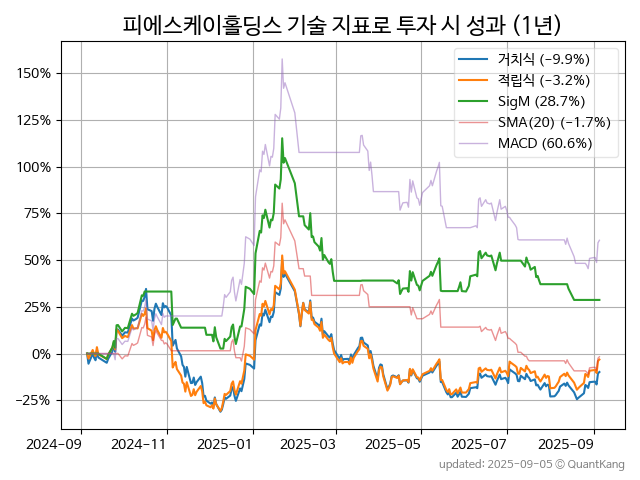 피에스케이홀딩스 기술 지표로 투자 시 성과 (1년)
거치식 (-9.9%)
적립식 (-3.2%)
SigM (28.7%)
SMA(20) (-1.7%)
MACD (60.6%)
150%
125%
100%
75%
50%
25%
0%
-25%
2024-09 2024-11 2025-01 2025-03 2025-05 2025-07 2025-09
updated: 2025-09-05 © QuantKang